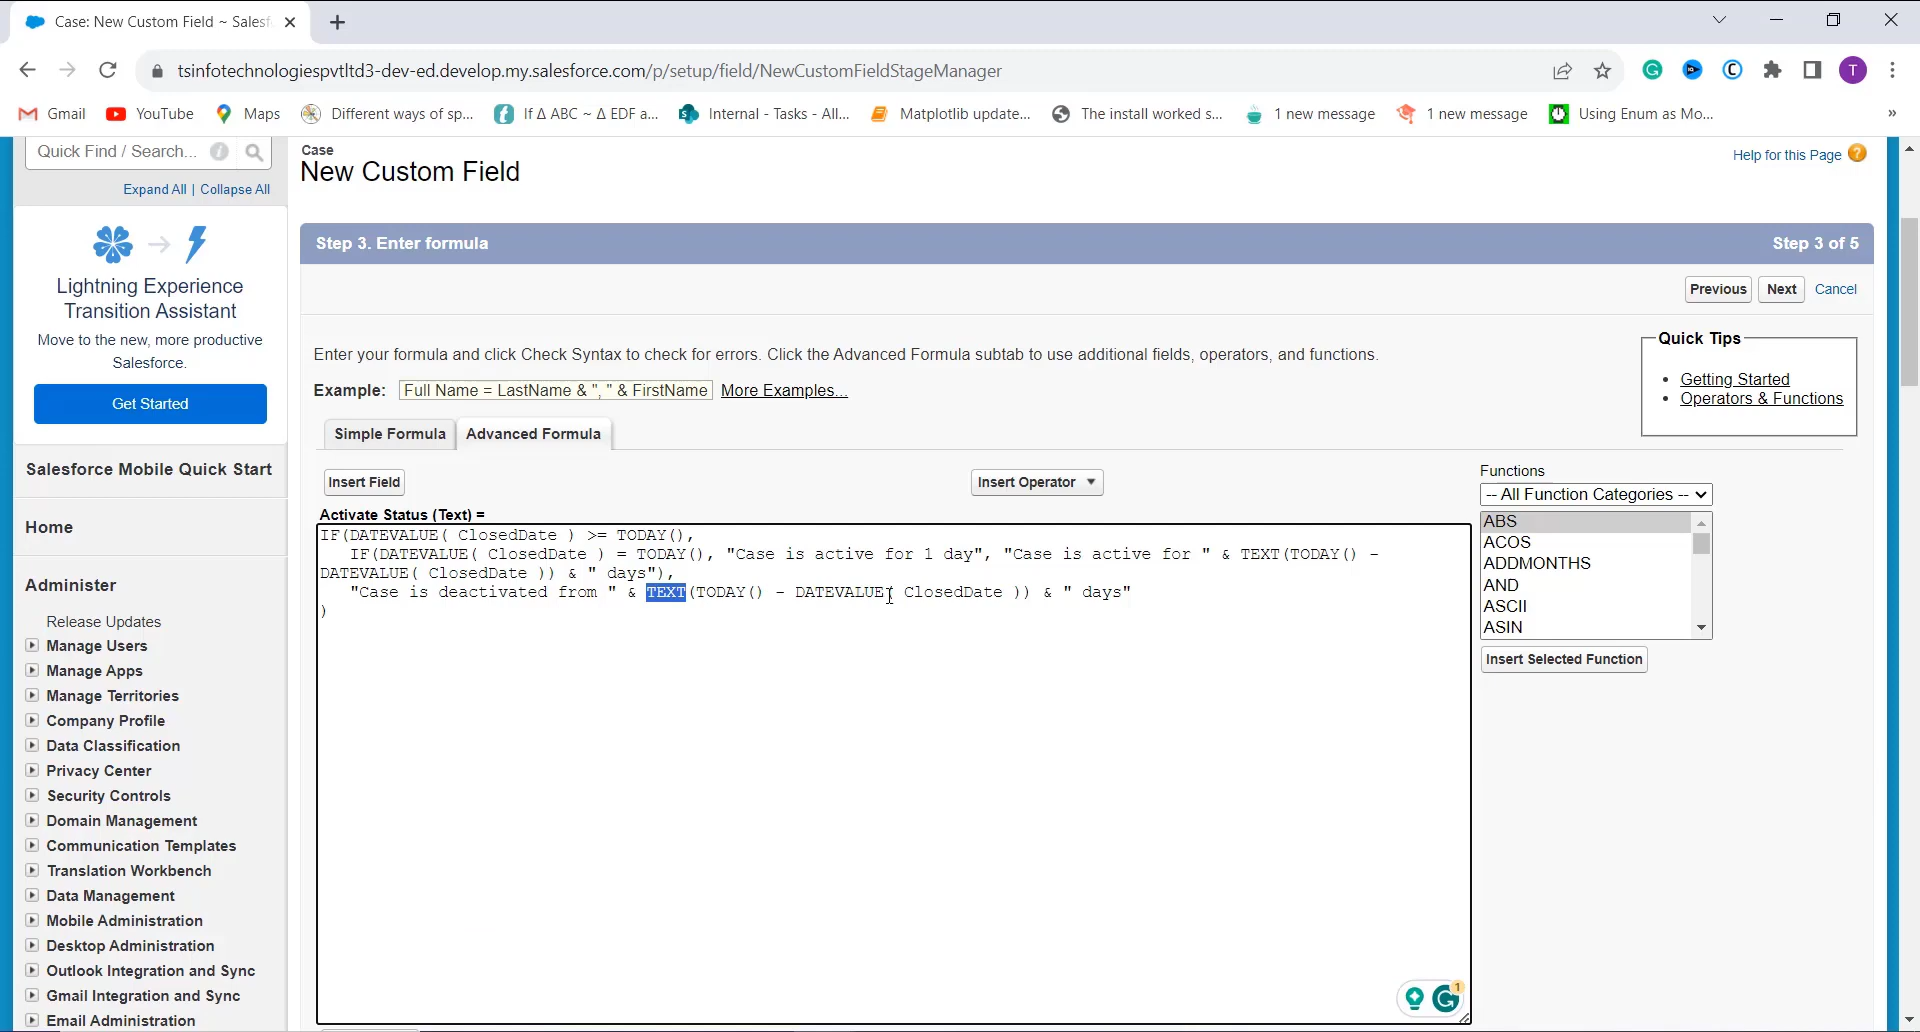 Case: New Custom Field ~ Salesf
tsinfotechnologiespvtltd3-dev-ed.develop.my.salesforce.com/p/setup/field/NewCustomFieldStageManager
T
Gmail
YouTube
Maps
Different ways of sp...
If Δ ABC ~ Δ EDF a...
Internal - Tasks - All...
Matplotlib update...
The install worked s...
1 new message
1 new message
Using Enum as Mo...
»
Quick Find / Search...
Expand All | Collapse All
Lightning Experience
Transition Assistant
Move to the new, more productive
Salesforce.
Get Started
Salesforce Mobile Quick Start
Home
Administer
Release Updates
Manage Users
Manage Apps
Manage Territories
Company Profile
Data Classification
Privacy Center
Security Controls
Domain Management
Communication Templates
Translation Workbench
Data Management
Mobile Administration
Desktop Administration
Outlook Integration and Sync
Gmail Integration and Sync
Email Administration
Case
New Custom Field
Help for this Page
Step 3. Enter formula
Step 3 of 5
Previous
Next
Cancel
Enter your formula and click Check Syntax to check for errors. Click the Advanced Formula subtab to use additional fields, operators, and functions.
Example: Full Name = LastName & ", " & FirstName More Examples...
Quick Tips
• Getting Started
• Operators & Functions
Simple Formula
Advanced Formula
Insert Field
Insert Operator
Activate Status (Text) =
IF(DATEVALUE( ClosedDate ) >= TODAY(),
IF(DATEVALUE( ClosedDate ) = TODAY(), "Case is active for 1 day", "Case is active for " & TEXT(TODAY() -
DATEVALUE( ClosedDate )) & " days"),
"Case is deactivated from " & TEXT(TODAY() - DATEVALUE( ClosedDate )) & " days"
)
Functions
-- All Function Categories --
ABS
ACOS
ADDMONTHS
AND
ASCII
ASIN
Insert Selected Function
1